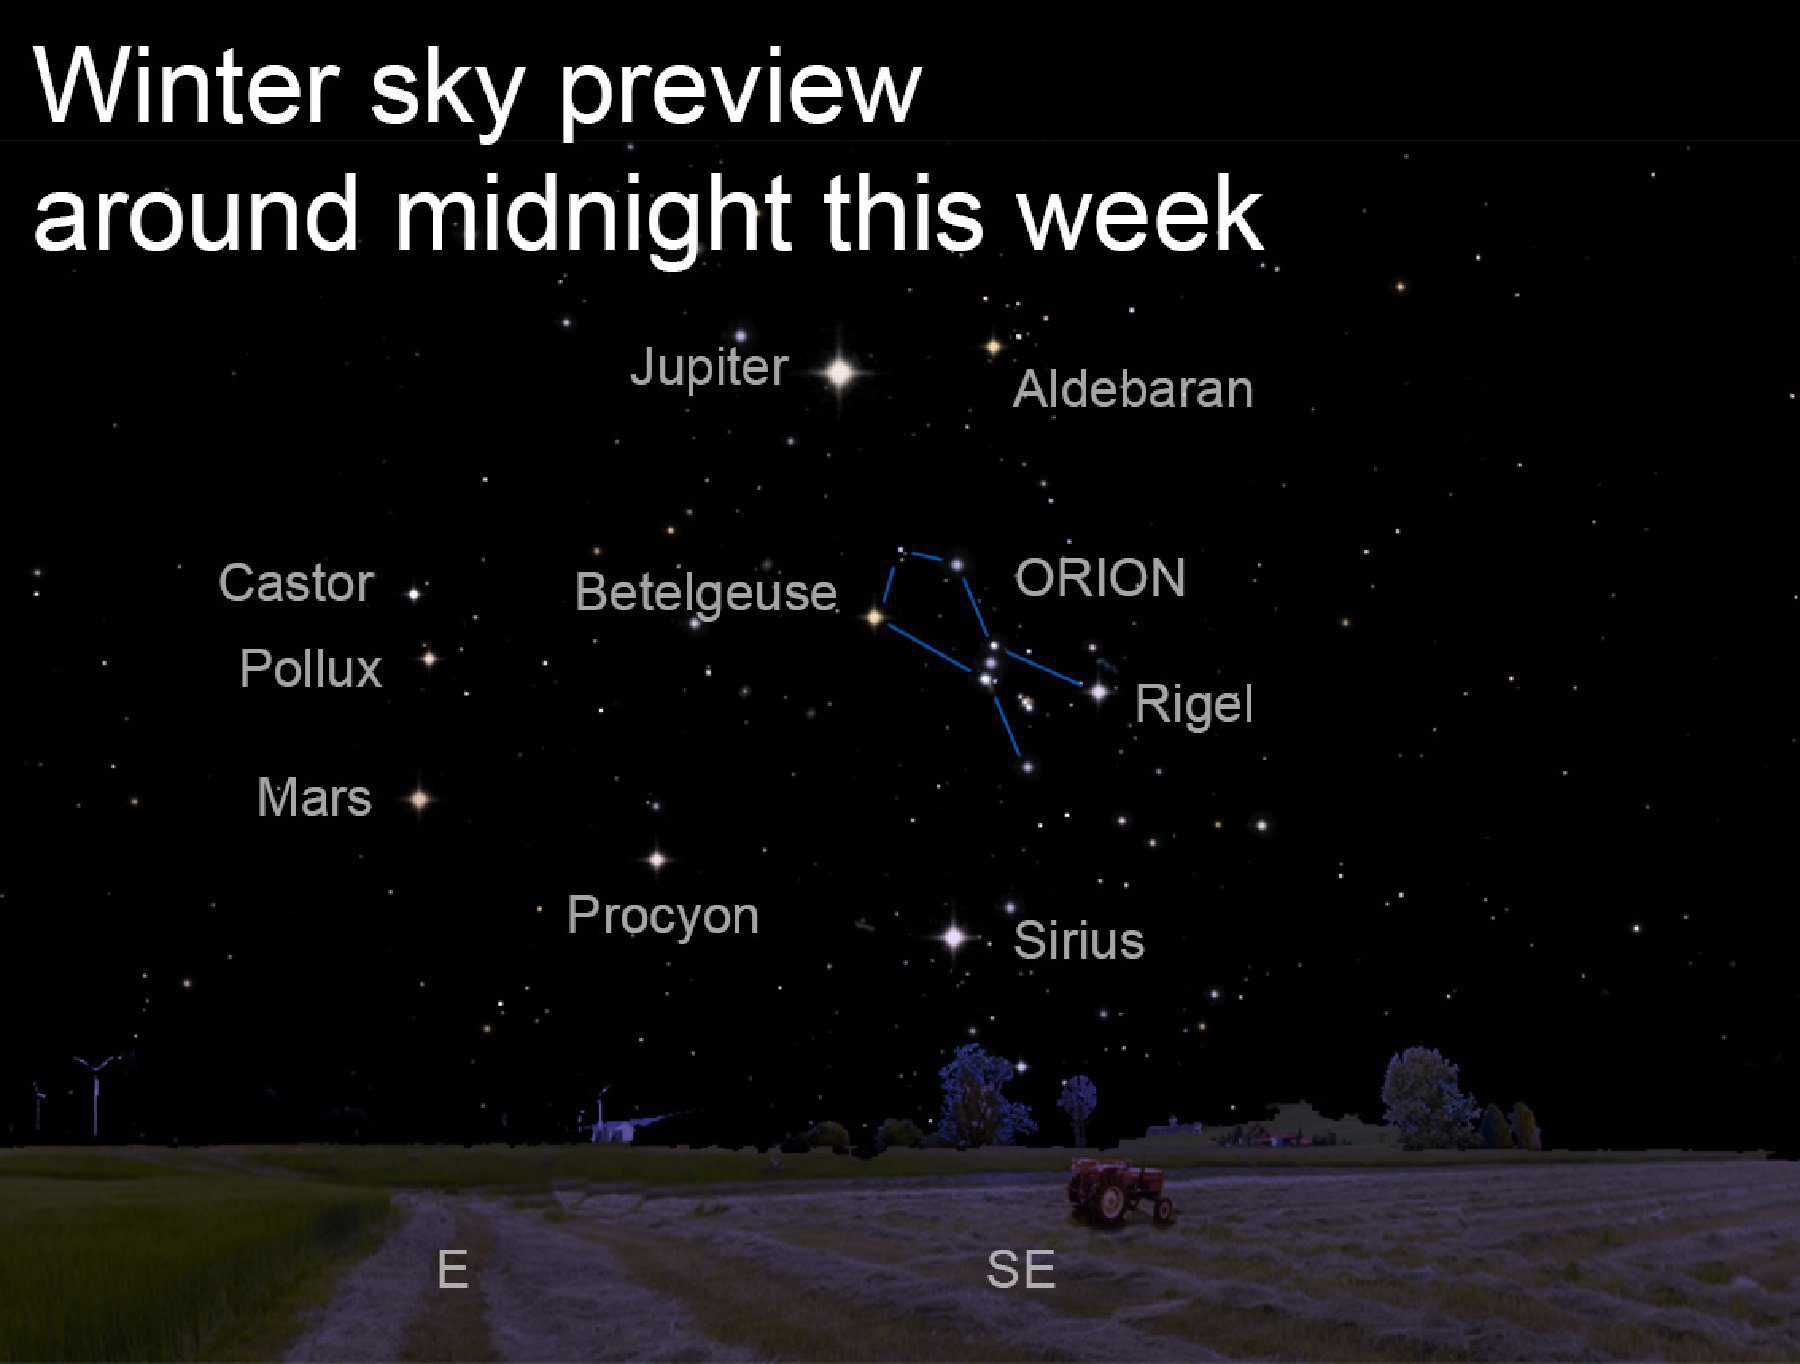 Winter sky preview
around midnight this week
Jupiter
Aldebaran
Castor
Betelgeuse
ORION
Pollux
Rigel
Mars
Procyon
Sirius
E
SE